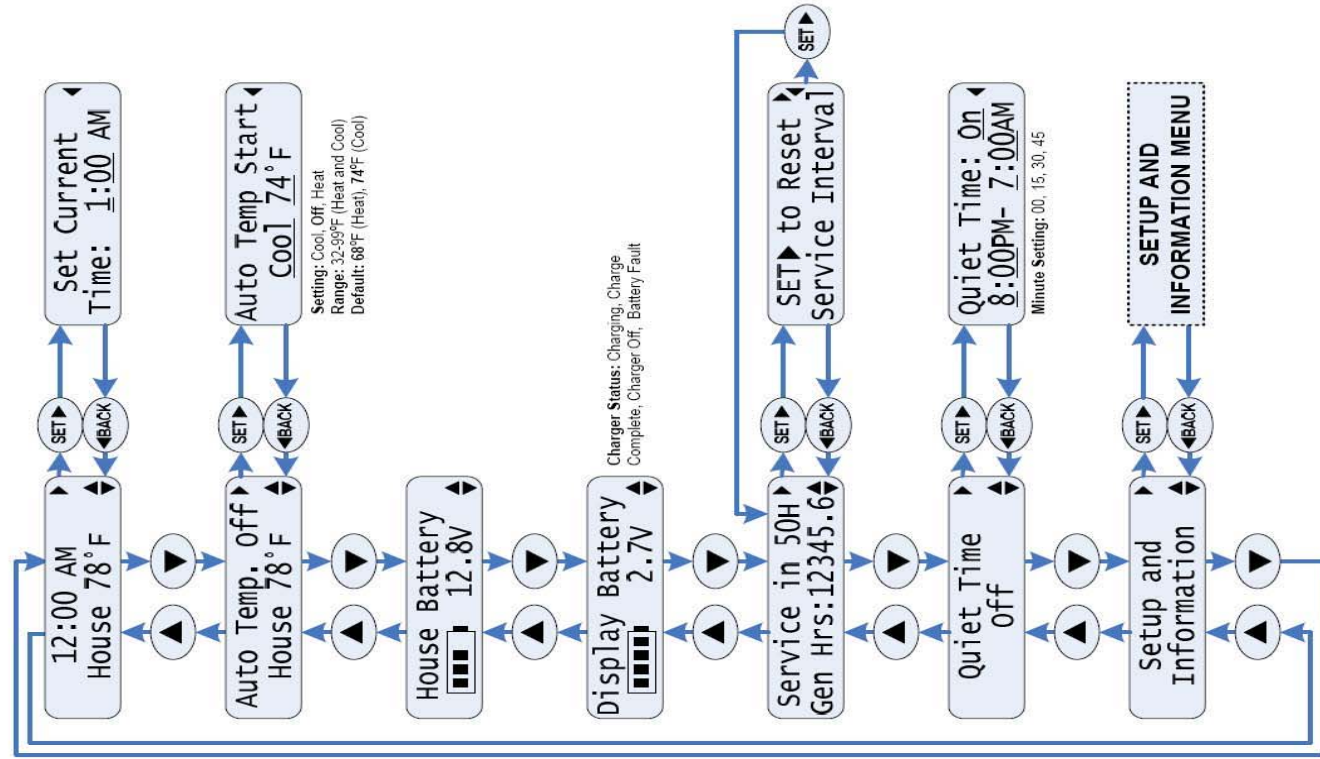 12:00 AM
House 78°F
SET▶
◀BACK
Set Current
Time: 1:00 AM
▲
▼
Auto Temp. Off
House 78°F
SET▶
◀BACK
Auto Temp Start
Cool 74°F
Setting: Cool, Off, Heat
Range: 32-99ºF (Heat and Cool)
Default: 68ºF (Heat), 74ºF (Cool)
▲
▼
House Battery
12.8V
▲
▼
Display Battery
2.7V
Charger Status: Charging, Charge
Complete, Charger Off, Battery Fault
▲
▼
Service in 50H
Gen Hrs:12345.6
SET▶
◀BACK
SET▶ to Reset
Service Interval
SET▶
▲
▼
Quiet Time
Off
SET▶
◀BACK
Quiet Time: On
8:00PM- 7:00AM
Minute Setting: 00, 15, 30, 45
▲
▼
Setup and
Information
SET▶
◀BACK
SETUP AND
INFORMATION MENU
▲
▼